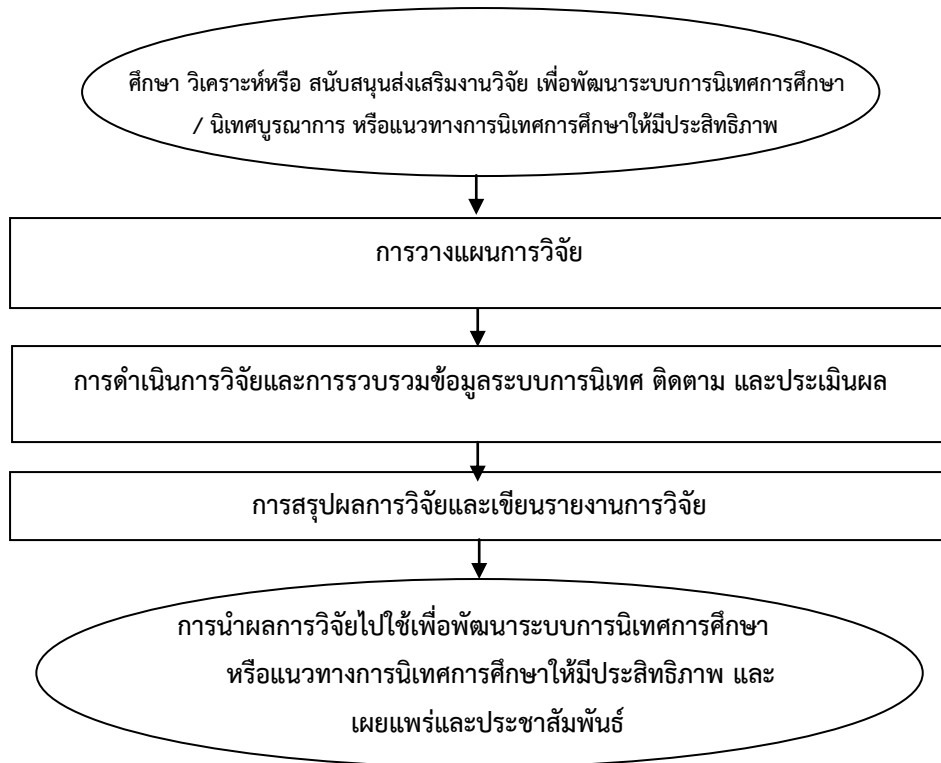 ศึกษา วิเคราะห์หรือ สนับสนุนส่งเสริมงานวิจัย เพื่อพัฒนาระบบการนิเทศการศึกษา
/ นิเทศบูรณาการ หรือแนวทางการนิเทศการศึกษาให้มีประสิทธิภาพ
การวางแผนการวิจัย
การดำเนินการวิจัยและการรวบรวมข้อมูลระบบการนิเทศ ติดตาม และประเมินผล
การสรุปผลการวิจัยและเขียนรายงานการวิจัย
การนำผลการวิจัยไปใช้เพื่อพัฒนาระบบการนิเทศการศึกษา
หรือแนวทางการนิเทศการศึกษาให้มีประสิทธิภาพ และ
เผยแพร่และประชาสัมพันธ์